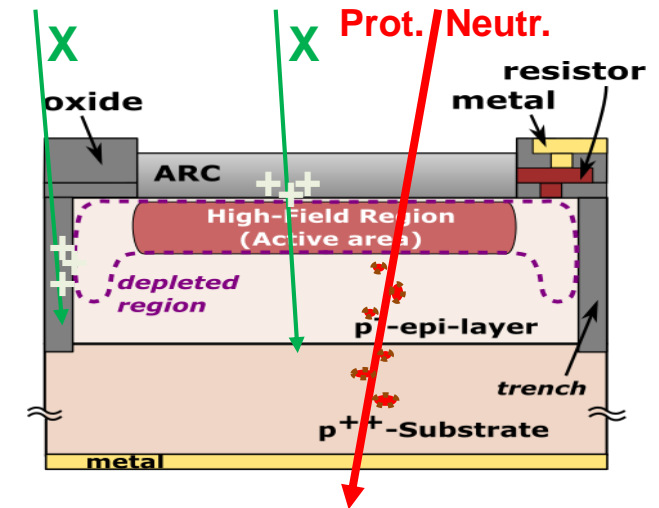 X
X
Prot. Neutr.
resistor
oxide
metal
ARC
High-Field Region
(Active area)
depleted
region
p⁻-epi-layer
trench
p⁺⁺-Substrate
metal